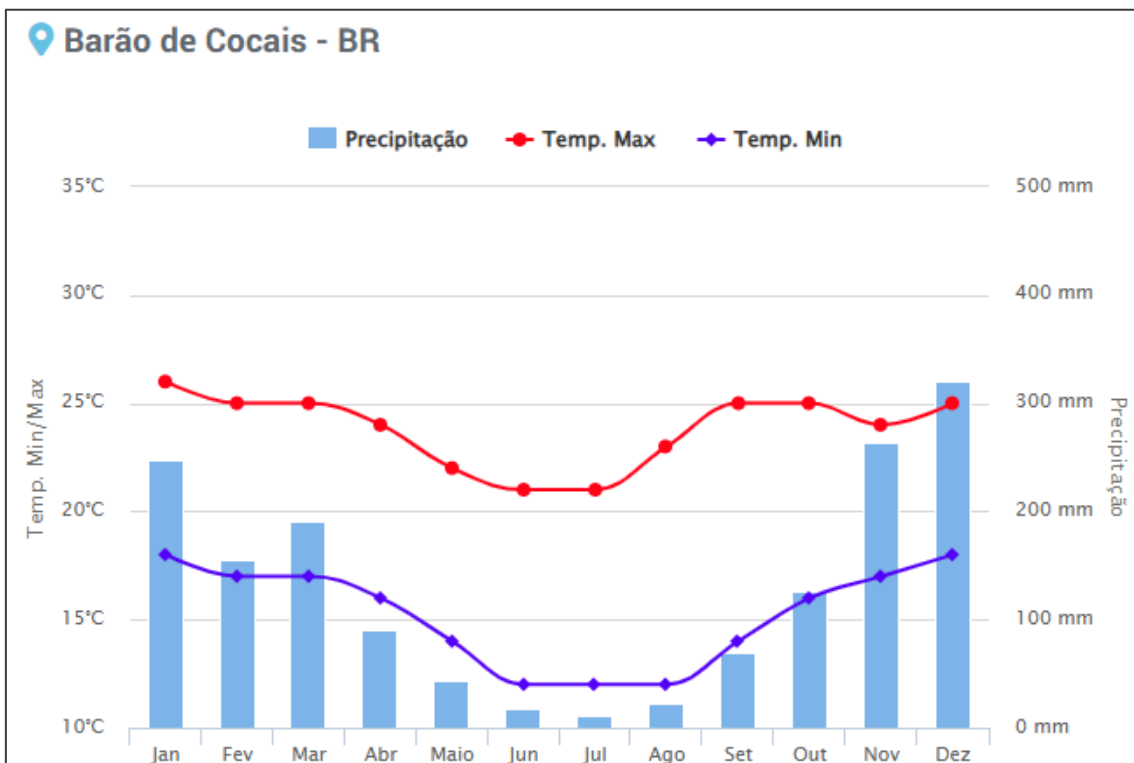 Barão de Cocais - BR
Precipitação Temp. Max Temp. Min
35°C 500 mm
30°C 400 mm
25°C 300 mm
20°C 200 mm
15°C 100 mm
10°C 0 mm
Temp. Min/Max
Precipitação
Jan Fev Mar Abr Maio Jun Jul Ago Set Out Nov Dez